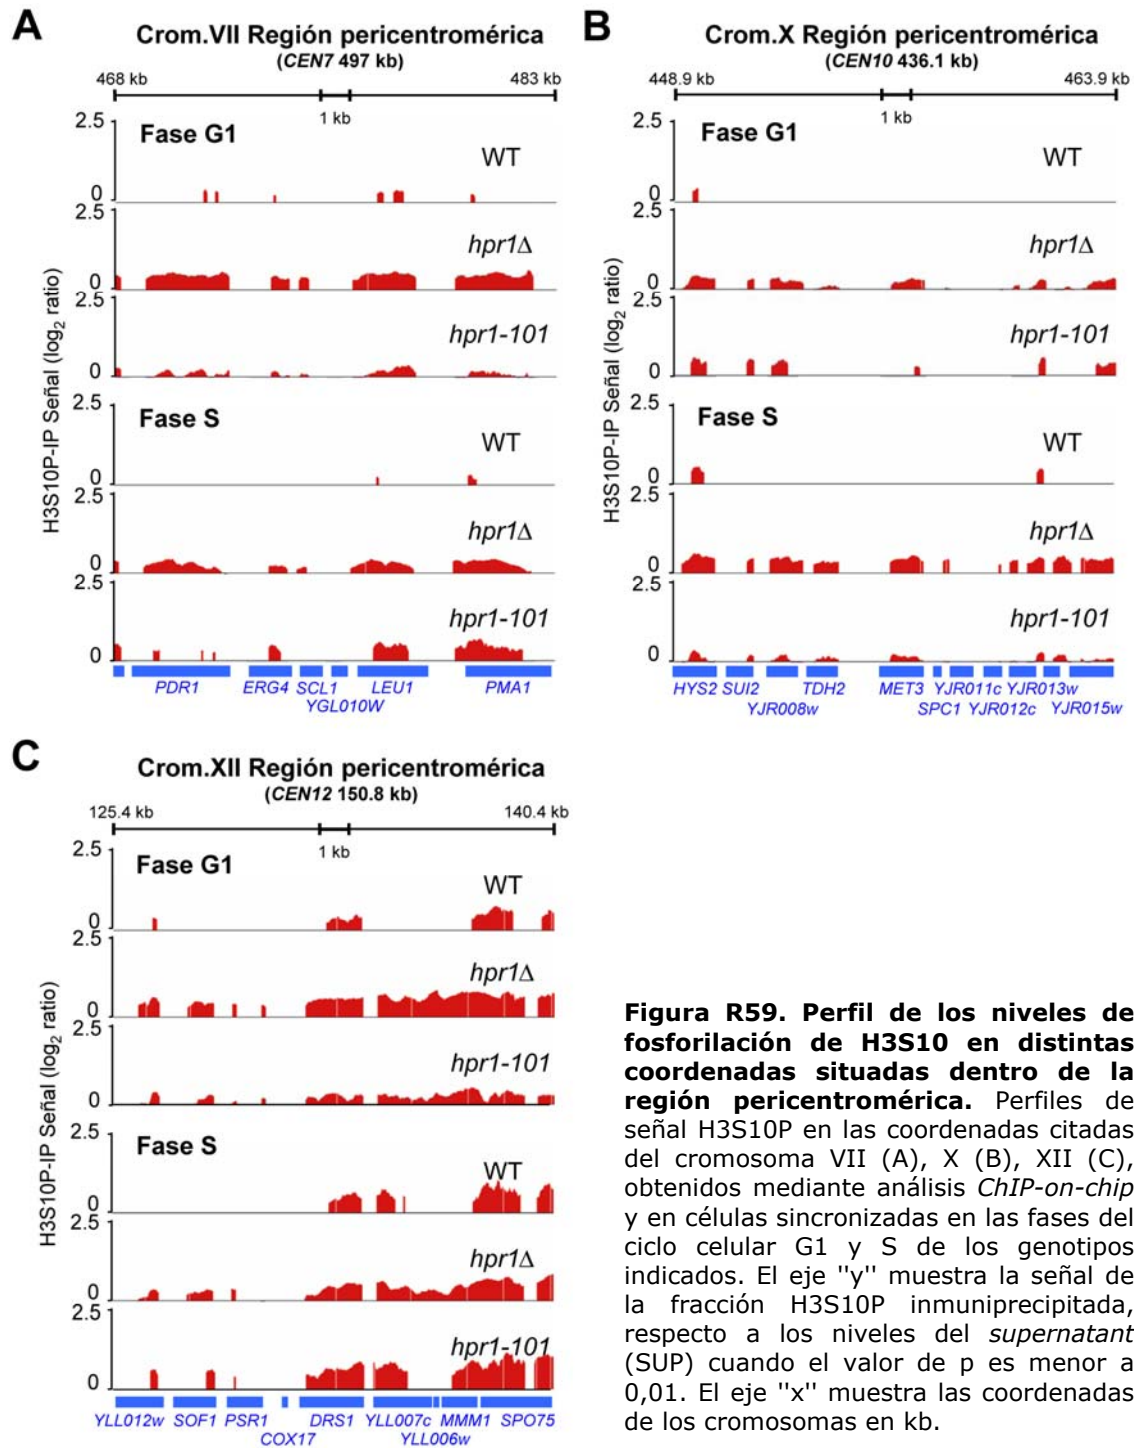 A
Crom.VII Región pericentromérica
(CEN7 497 kb)
468 kb
483 kb
1 kb
H3S10P-IP Señal (log2 ratio)
2.5
Fase G1
WT
0
2.5
hpr1Δ
0
2.5
hpr1-101
0
2.5
Fase S
WT
0
2.5
hpr1Δ
0
2.5
hpr1-101
0
PDR1 ERG4 SCL1 LEU1 PMA1
YGL010W
B
Crom.X Región pericentromérica
(CEN10 436.1 kb)
448.9 kb
463.9 kb
1 kb
H3S10P-IP Señal (log2 ratio)
2.5
Fase G1
WT
0
2.5
hpr1Δ
0
2.5
hpr1-101
0
2.5
Fase S
WT
0
2.5
hpr1Δ
0
2.5
hpr1-101
0
HYS2 SUI2 TDH2 MET3 YJR011c YJR013w
YJR008w SPC1 YJR012c YJR015w
C
Crom.XII Región pericentromérica
(CEN12 150.8 kb)
125.4 kb
140.4 kb
1 kb
H3S10P-IP Señal (log2 ratio)
2.5
Fase G1
WT
0
2.5
hpr1Δ
0
2.5
hpr1-101
0
2.5
Fase S
WT
0
2.5
hpr1Δ
0
2.5
hpr1-101
0
YLL012w SOF1 PSR1 DRS1 YLL007c MMM1 SPO75
COX17 YLL006w
Figura R59. Perfil de los niveles de
fosforilación de H3S10 en distintas
coordenadas situadas dentro de la
región pericentromérica. Perfiles de
señal H3S10P en las coordenadas citadas
del cromosoma VII (A), X (B), XII (C),
obtenidos mediante análisis ChIP-on-chip
y en células sincronizadas en las fases del
ciclo celular G1 y S de los genotipos
indicados. El eje "y" muestra la señal de
la fracción H3S10P inmuniprecipitada,
respecto a los niveles del supernatant
(SUP) cuando el valor de p es menor a
0,01. El eje "x" muestra las coordenadas
de los cromosomas en kb.